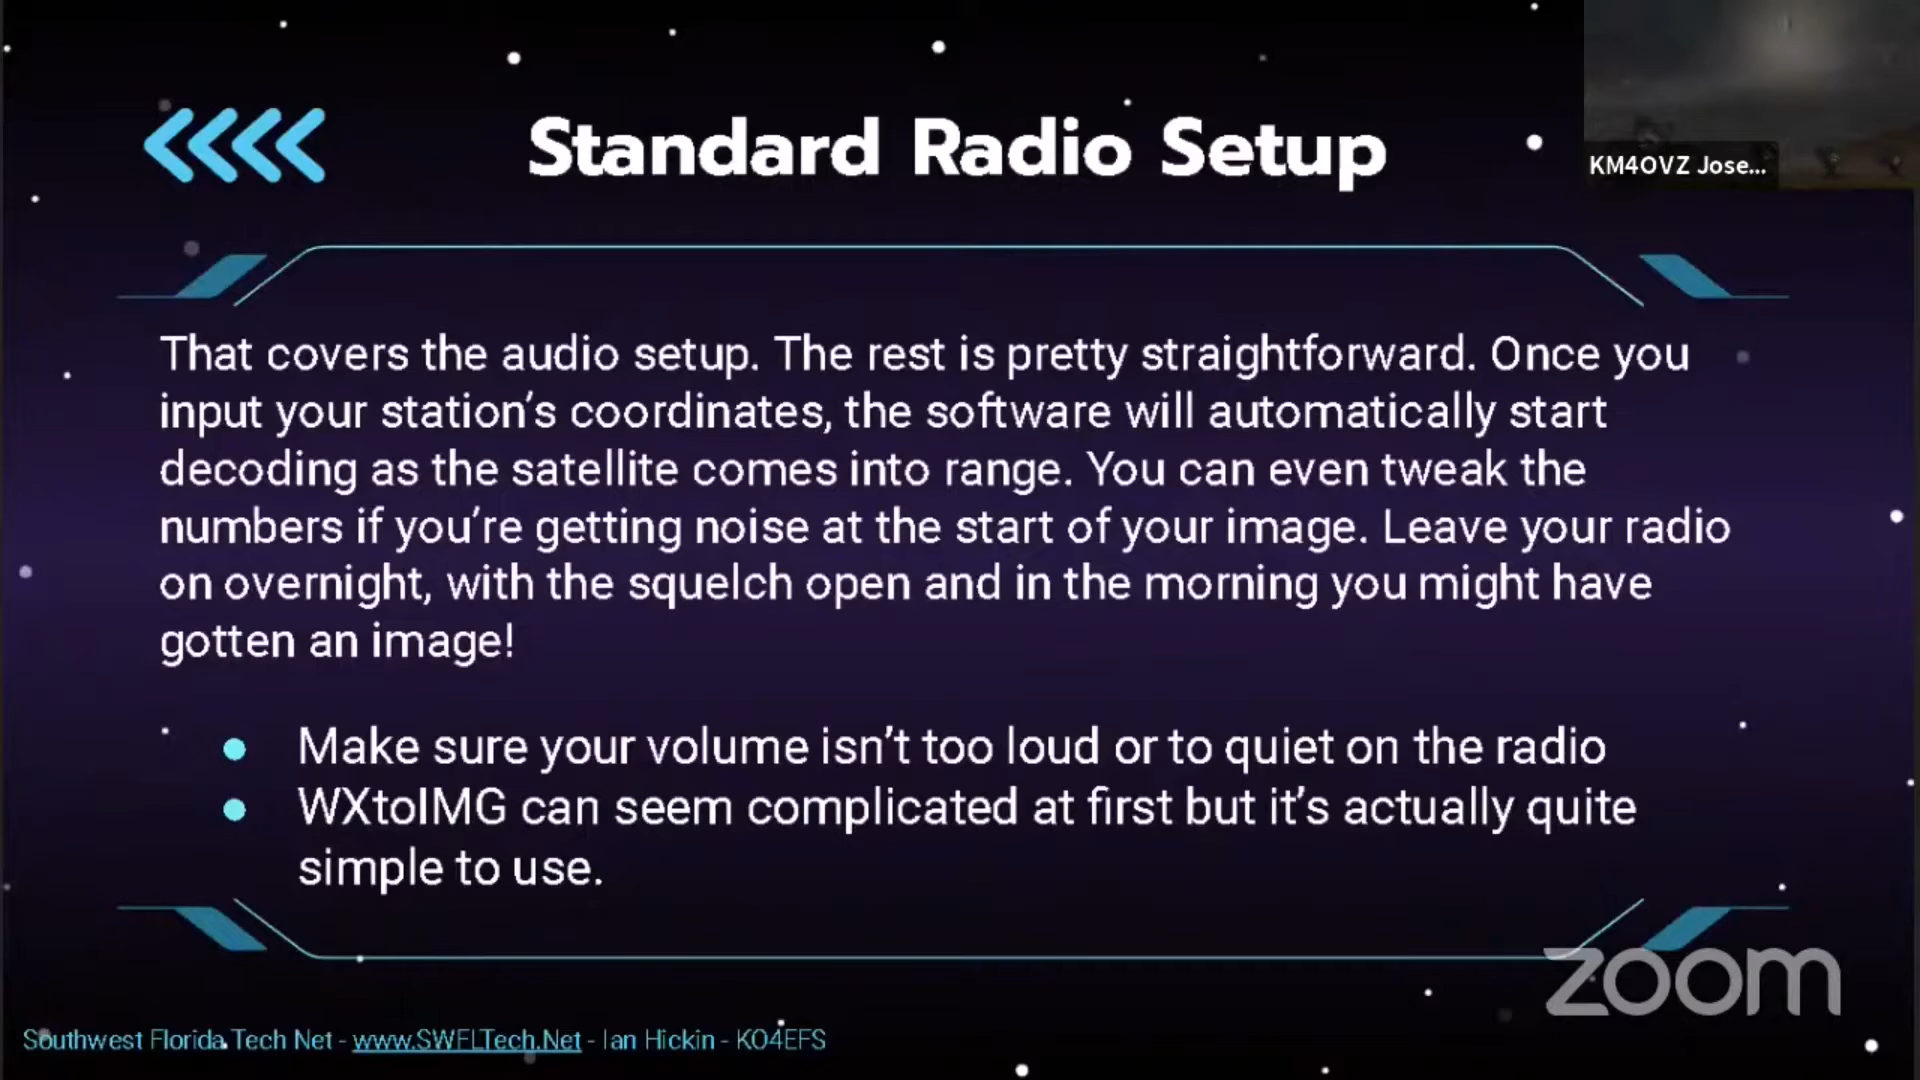 Standard Radio Setup
KM4OVZ Jose...
That covers the audio setup. The rest is pretty straightforward. Once you
input your station's coordinates, the software will automatically start
decoding as the satellite comes into range. You can even tweak the
numbers if you're getting noise at the start of your image. Leave your radio
on overnight, with the squelch open and in the morning you might have
gotten an image!
● Make sure your volume isn't too loud or to quiet on the radio
● WXtoIMG can seem complicated at first but it's actually quite
simple to use.
zoom
Southwest Florida Tech Net - www.SWFLTech.Net - Ian Hickin - KO4EFS